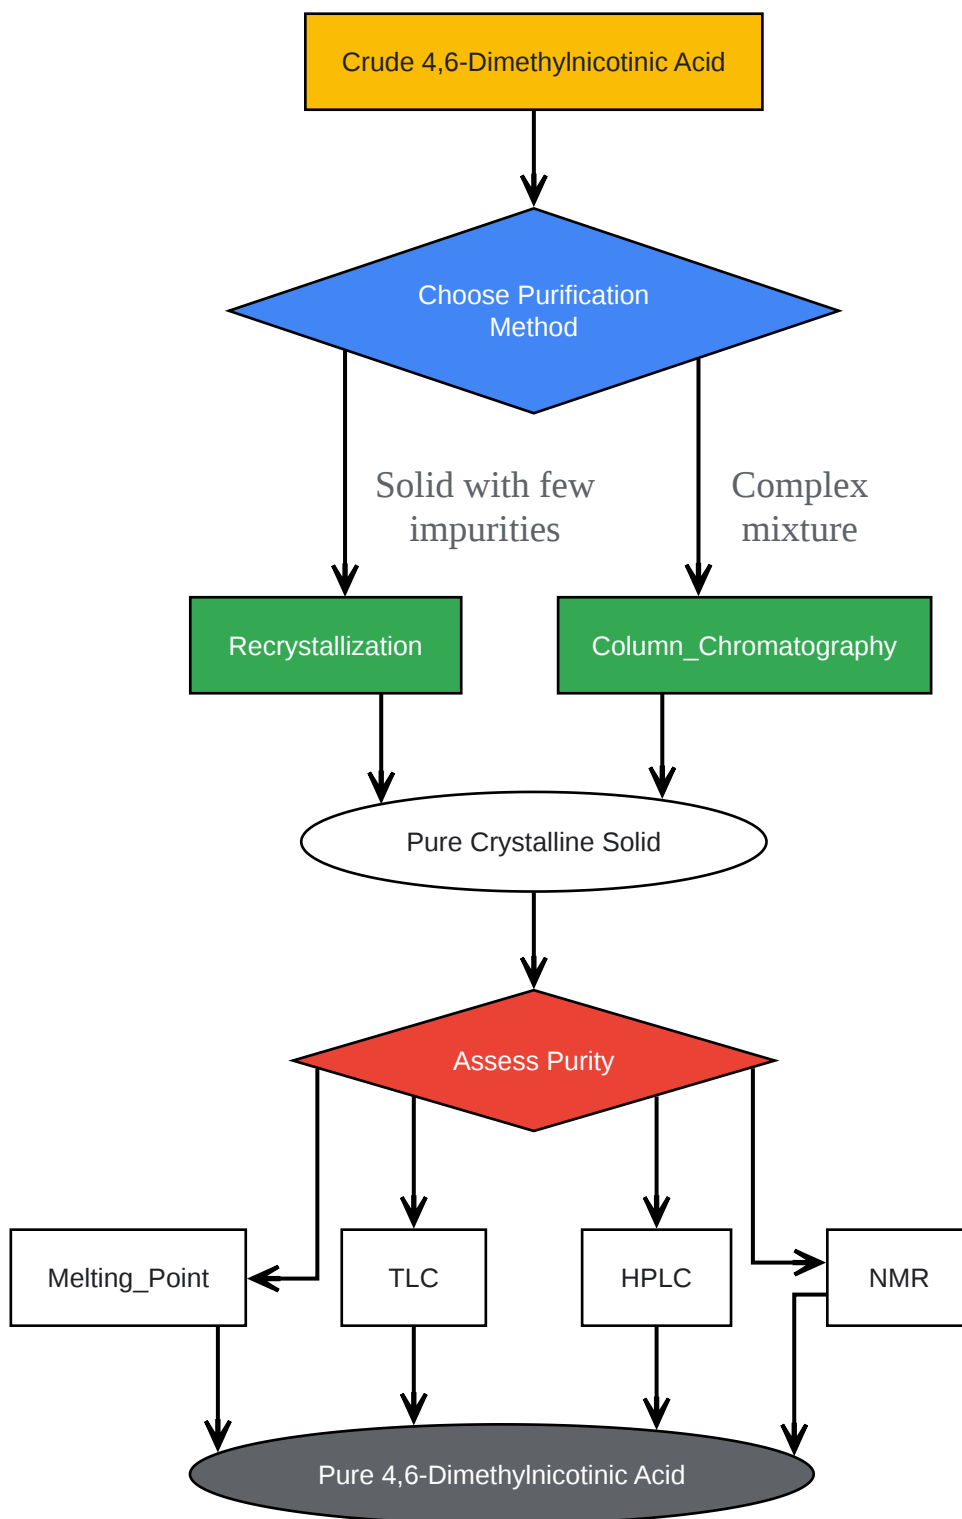 Crude 4,6-Dimethylnicotinic Acid
Choose Purification
Method
Solid with few
impurities
Complex
mixture
Recrystallization
Column_Chromatography
Pure Crystalline Solid
Assess Purity
Melting_Point
TLC
HPLC
NMR
Pure 4,6-Dimethylnicotinic Acid